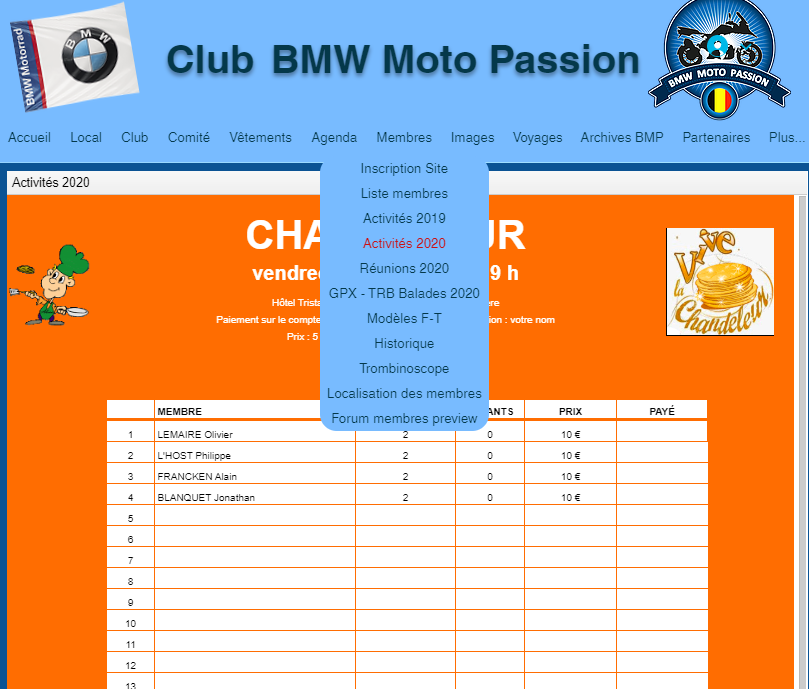 BMW Motorrad
BMW
Club BMW Moto Passion
BMW MOTO PASSION
Accueil Local Club Comité Vêtements Agenda Membres Images Voyages Archives BMP Partenaires Plus...
Inscription Site
Liste membres
Activités 2019
Activités 2020
Réunions 2020
GPX - TRB Balades 2020
Modèles F-T
Historique
Trombinoscope
Localisation des membres
Forum membres preview
Activités 2020
CHA UR
vendre 9 h
Hôtel Trista ère
Paiement sur le compte ion : votre nom
Prix : 5
Vive
la
Chandeleur
MEMBRE ANTS PRIX PAYÉ
1 LEMAIRE Olivier 2 0 10 €
2 L'HOST Philippe 2 0 10 €
3 FRANCKEN Alain 2 0 10 €
4 BLANQUET Jonathan 2 0 10 €
5
6
7
8
9
10
11
12
13